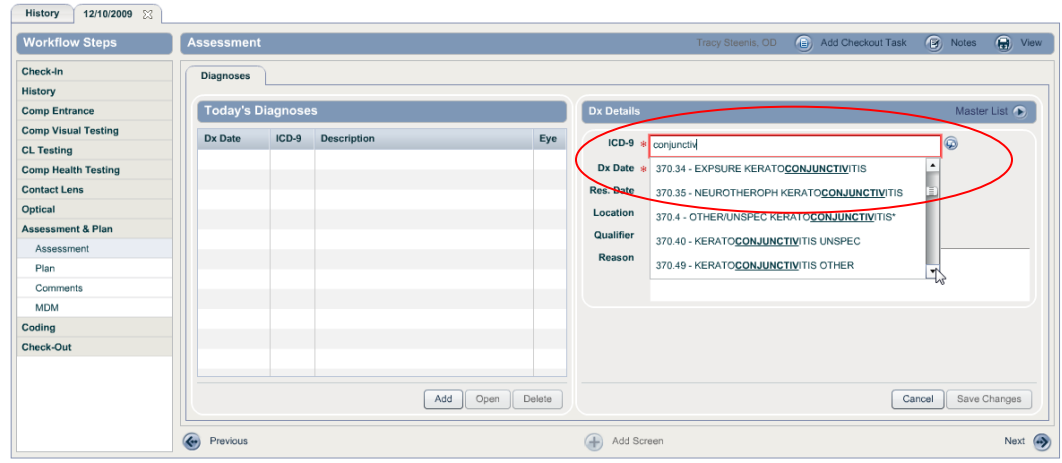 History 12/10/2009
Workflow Steps
Check-In
History
Comp Entrance
Comp Visual Testing
CL Testing
Comp Health Testing
Contact Lens
Optical
Assessment & Plan
Assessment
Plan
Comments
MDM
Coding
Check-Out
Assessment Tracy Steenis, OD Add Checkout Task Notes View
Diagnoses
Today's Diagnoses
Dx Date ICD-9 Description Eye
Add Open Delete
Dx Details Master List
ICD-9 * conjunctiv
Dx Date *
Res. Date
Location
Qualifier
Reason
370.34 - EXPSURE KERATOCONJUNCTIVITIS
370.35 - NEUROTHEROPH KERATOCONJUNCTIVITIS
370.4 - OTHER/UNSPEC KERATOCONJUNCTIVITIS*
370.40 - KERATOCONJUNCTIVITIS UNSPEC
370.49 - KERATOCONJUNCTIVITIS OTHER
Cancel Save Changes
Previous Add Screen Next